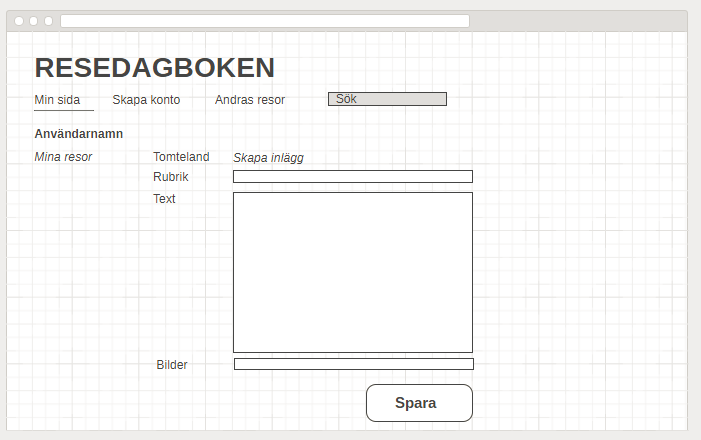 RESEDAGBOKEN
Min sida Skapa konto Andras resor Sök
Användarnamn
Mina resor Tomteland Skapa inlägg
Rubrik
Text
Bilder
Spara